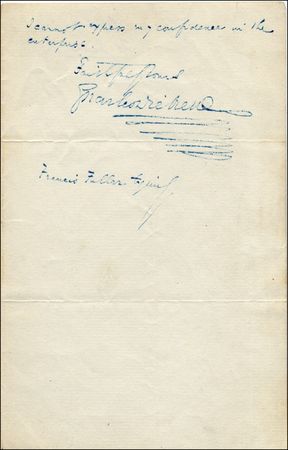 I cannot express my confidence in the
enterprise.
Faithfully Yours
Charles Dickens
Francis Fuller Esquire